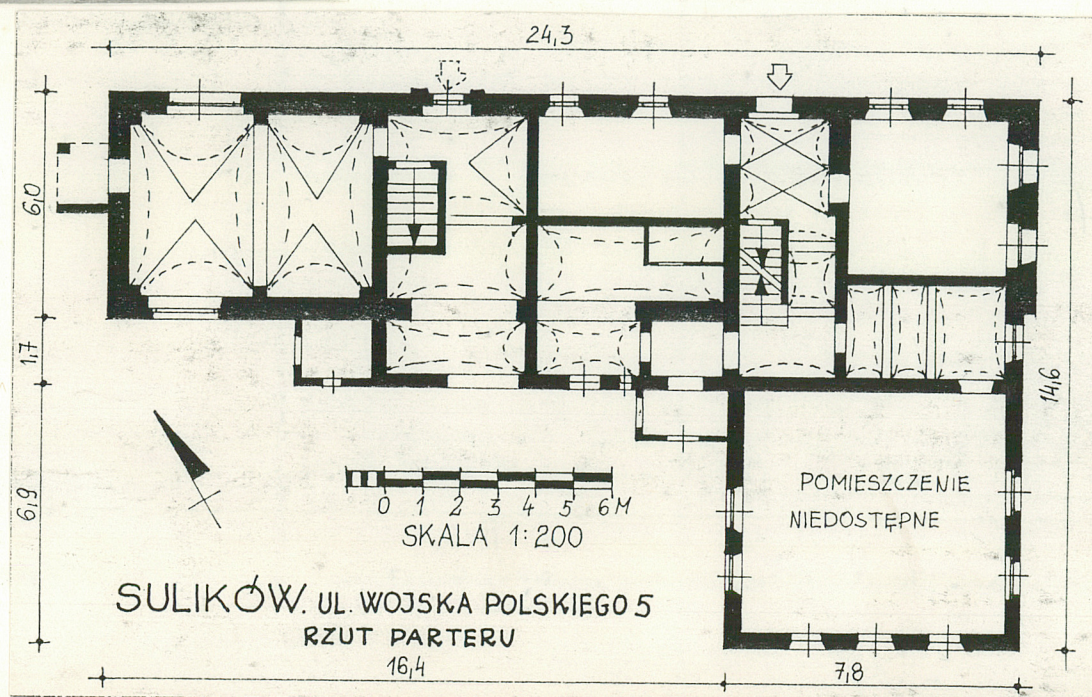 24,3
6,0
1,7
6,9
14,6
POMIESZCZENIE
NIEDOSTĘPNE
0 1 2 3 4 5 6M
SKALA 1:200
SULIKÓW. UL. WOJSKA POLSKIEGO 5
RZUT PARTERU
16,4
7,8